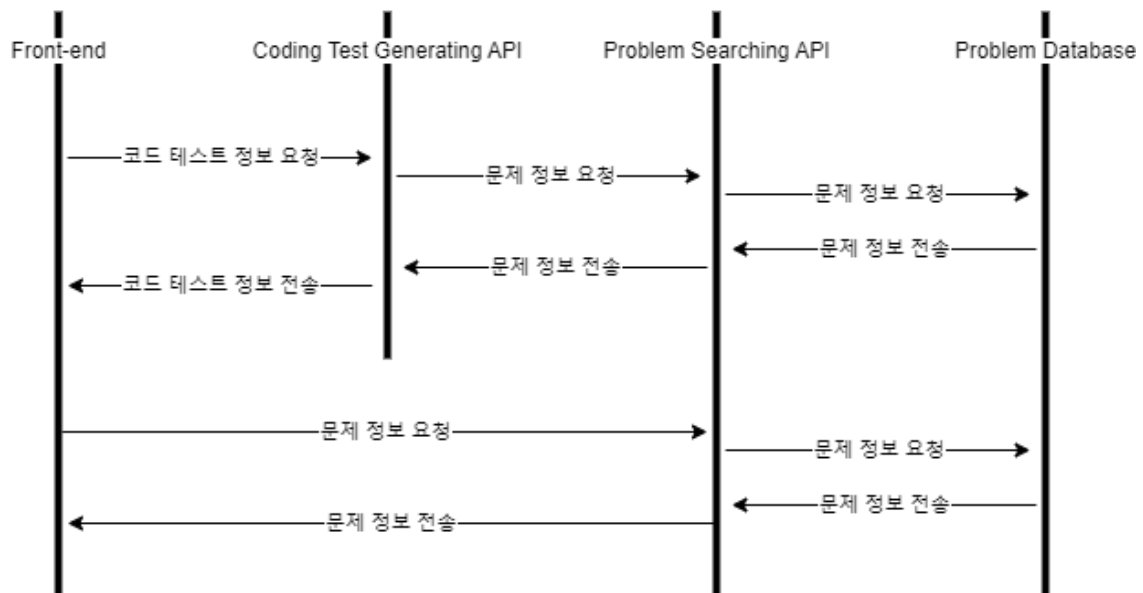 Front-end
Coding Test Generating API
Problem Searching API
Problem Database
코드 테스트 정보 요청
문제 정보 요청
문제 정보 요청
문제 정보 전송
문제 정보 전송
코드 테스트 정보 전송
문제 정보 요청
문제 정보 요청
문제 정보 전송
문제 정보 전송